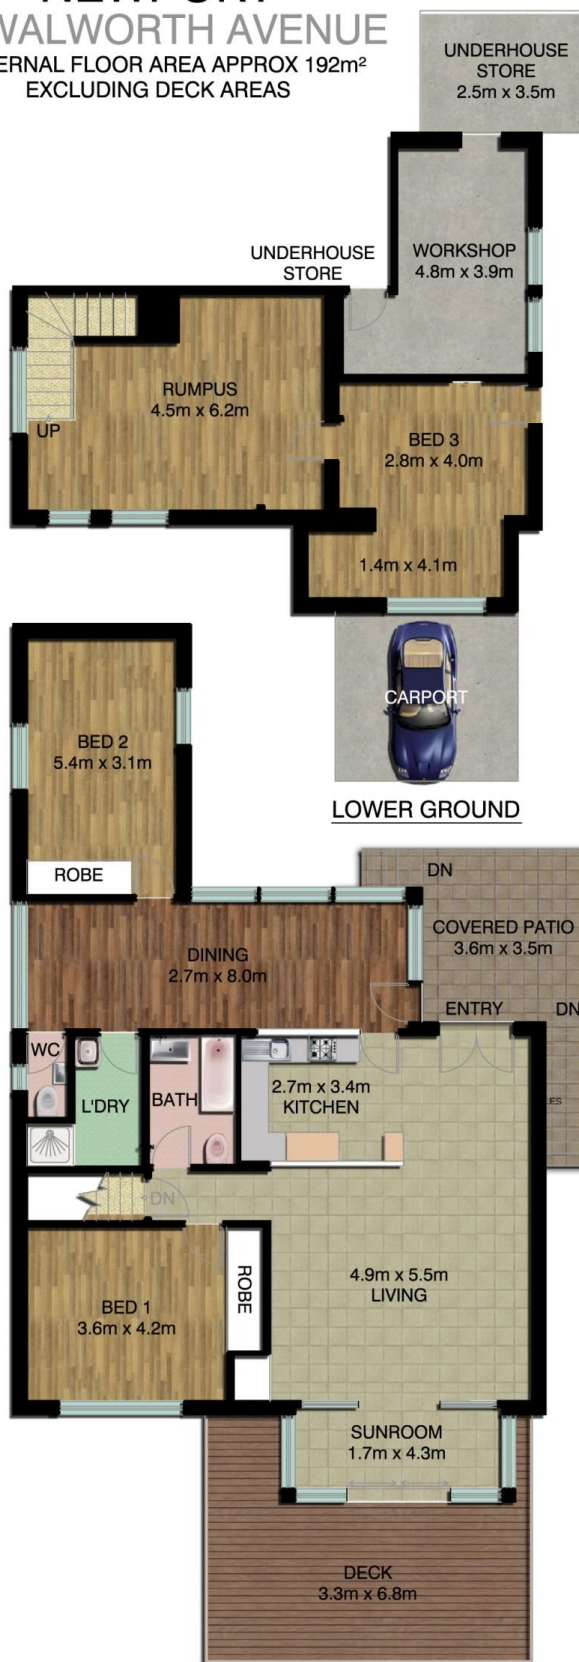 WALWORTH AVENUE
FLOOR AREA APPROX 192m²
EXCLUDING DECK AREAS
UNDERHOUSE
STORE
2.5m x 3.5m
UNDERHOUSE
STORE
WORKSHOP
4.8m x 3.9m
RUMPUS
4.5m x 6.2m
UP
BED 3
2.8m x 4.0m
1.4m x 4.1m
CARPORT
LOWER GROUND
BED 2
5.4m x 3.1m
ROBE
DN
COVERED PATIO
3.6m x 3.5m
DINING
2.7m x 8.0m
ENTRY
DN
WC
L'DRY
BATH
2.7m x 3.4m
KITCHEN
DN
BED 1
3.6m x 4.2m
ROBE
4.9m x 5.5m
LIVING
SUNROOM
1.7m x 4.3m
DECK
3.3m x 6.8m